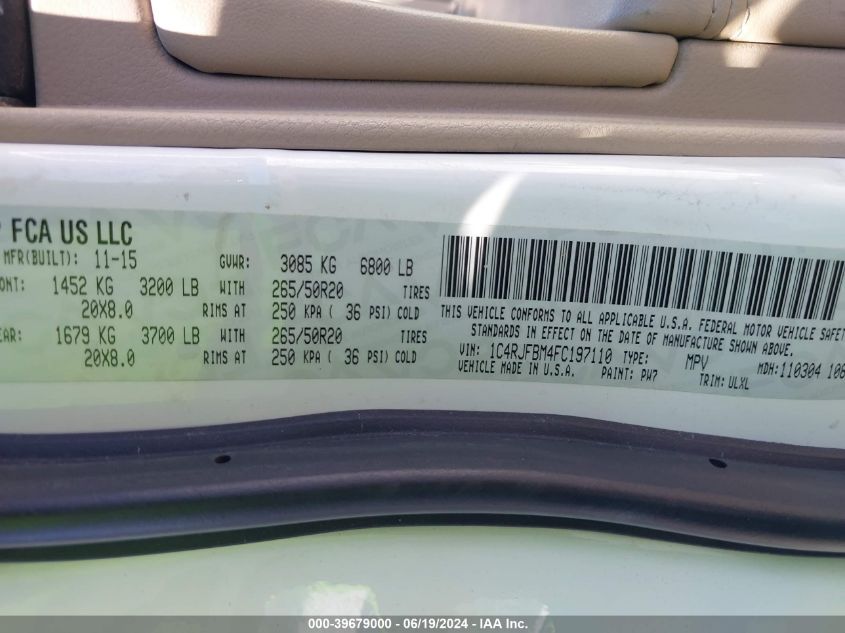 FCA US LLC
MFR(BUILT): 11-15 GVWR: 3085 KG 6800 LB
ONT: 1452 KG 3200 LB WITH 265/50R20 TIRES
20X8.0 RIMS AT 250 KPA ( 36 PSI) COLD
EAR: 1679 KG 3700 LB WITH 265/50R20 TIRES
20X8.0 RIMS AT 250 KPA ( 36 PSI) COLD
THIS VEHICLE CONFORMS TO ALL APPLICABLE U.S.A. FEDERAL MOTOR VEHICLE SAFET
STANDARDS IN EFFECT ON THE DATE OF MANUFACTURE SHOWN ABOVE.
VIN: 1C4RJFBM4FC197110 TYPE: MPV MDH:110304 106
VEHICLE MADE IN U.S.A. PAINT: PW7 TRIM: ULXL
000-39679000 - 06/19/2024 - IAA Inc.